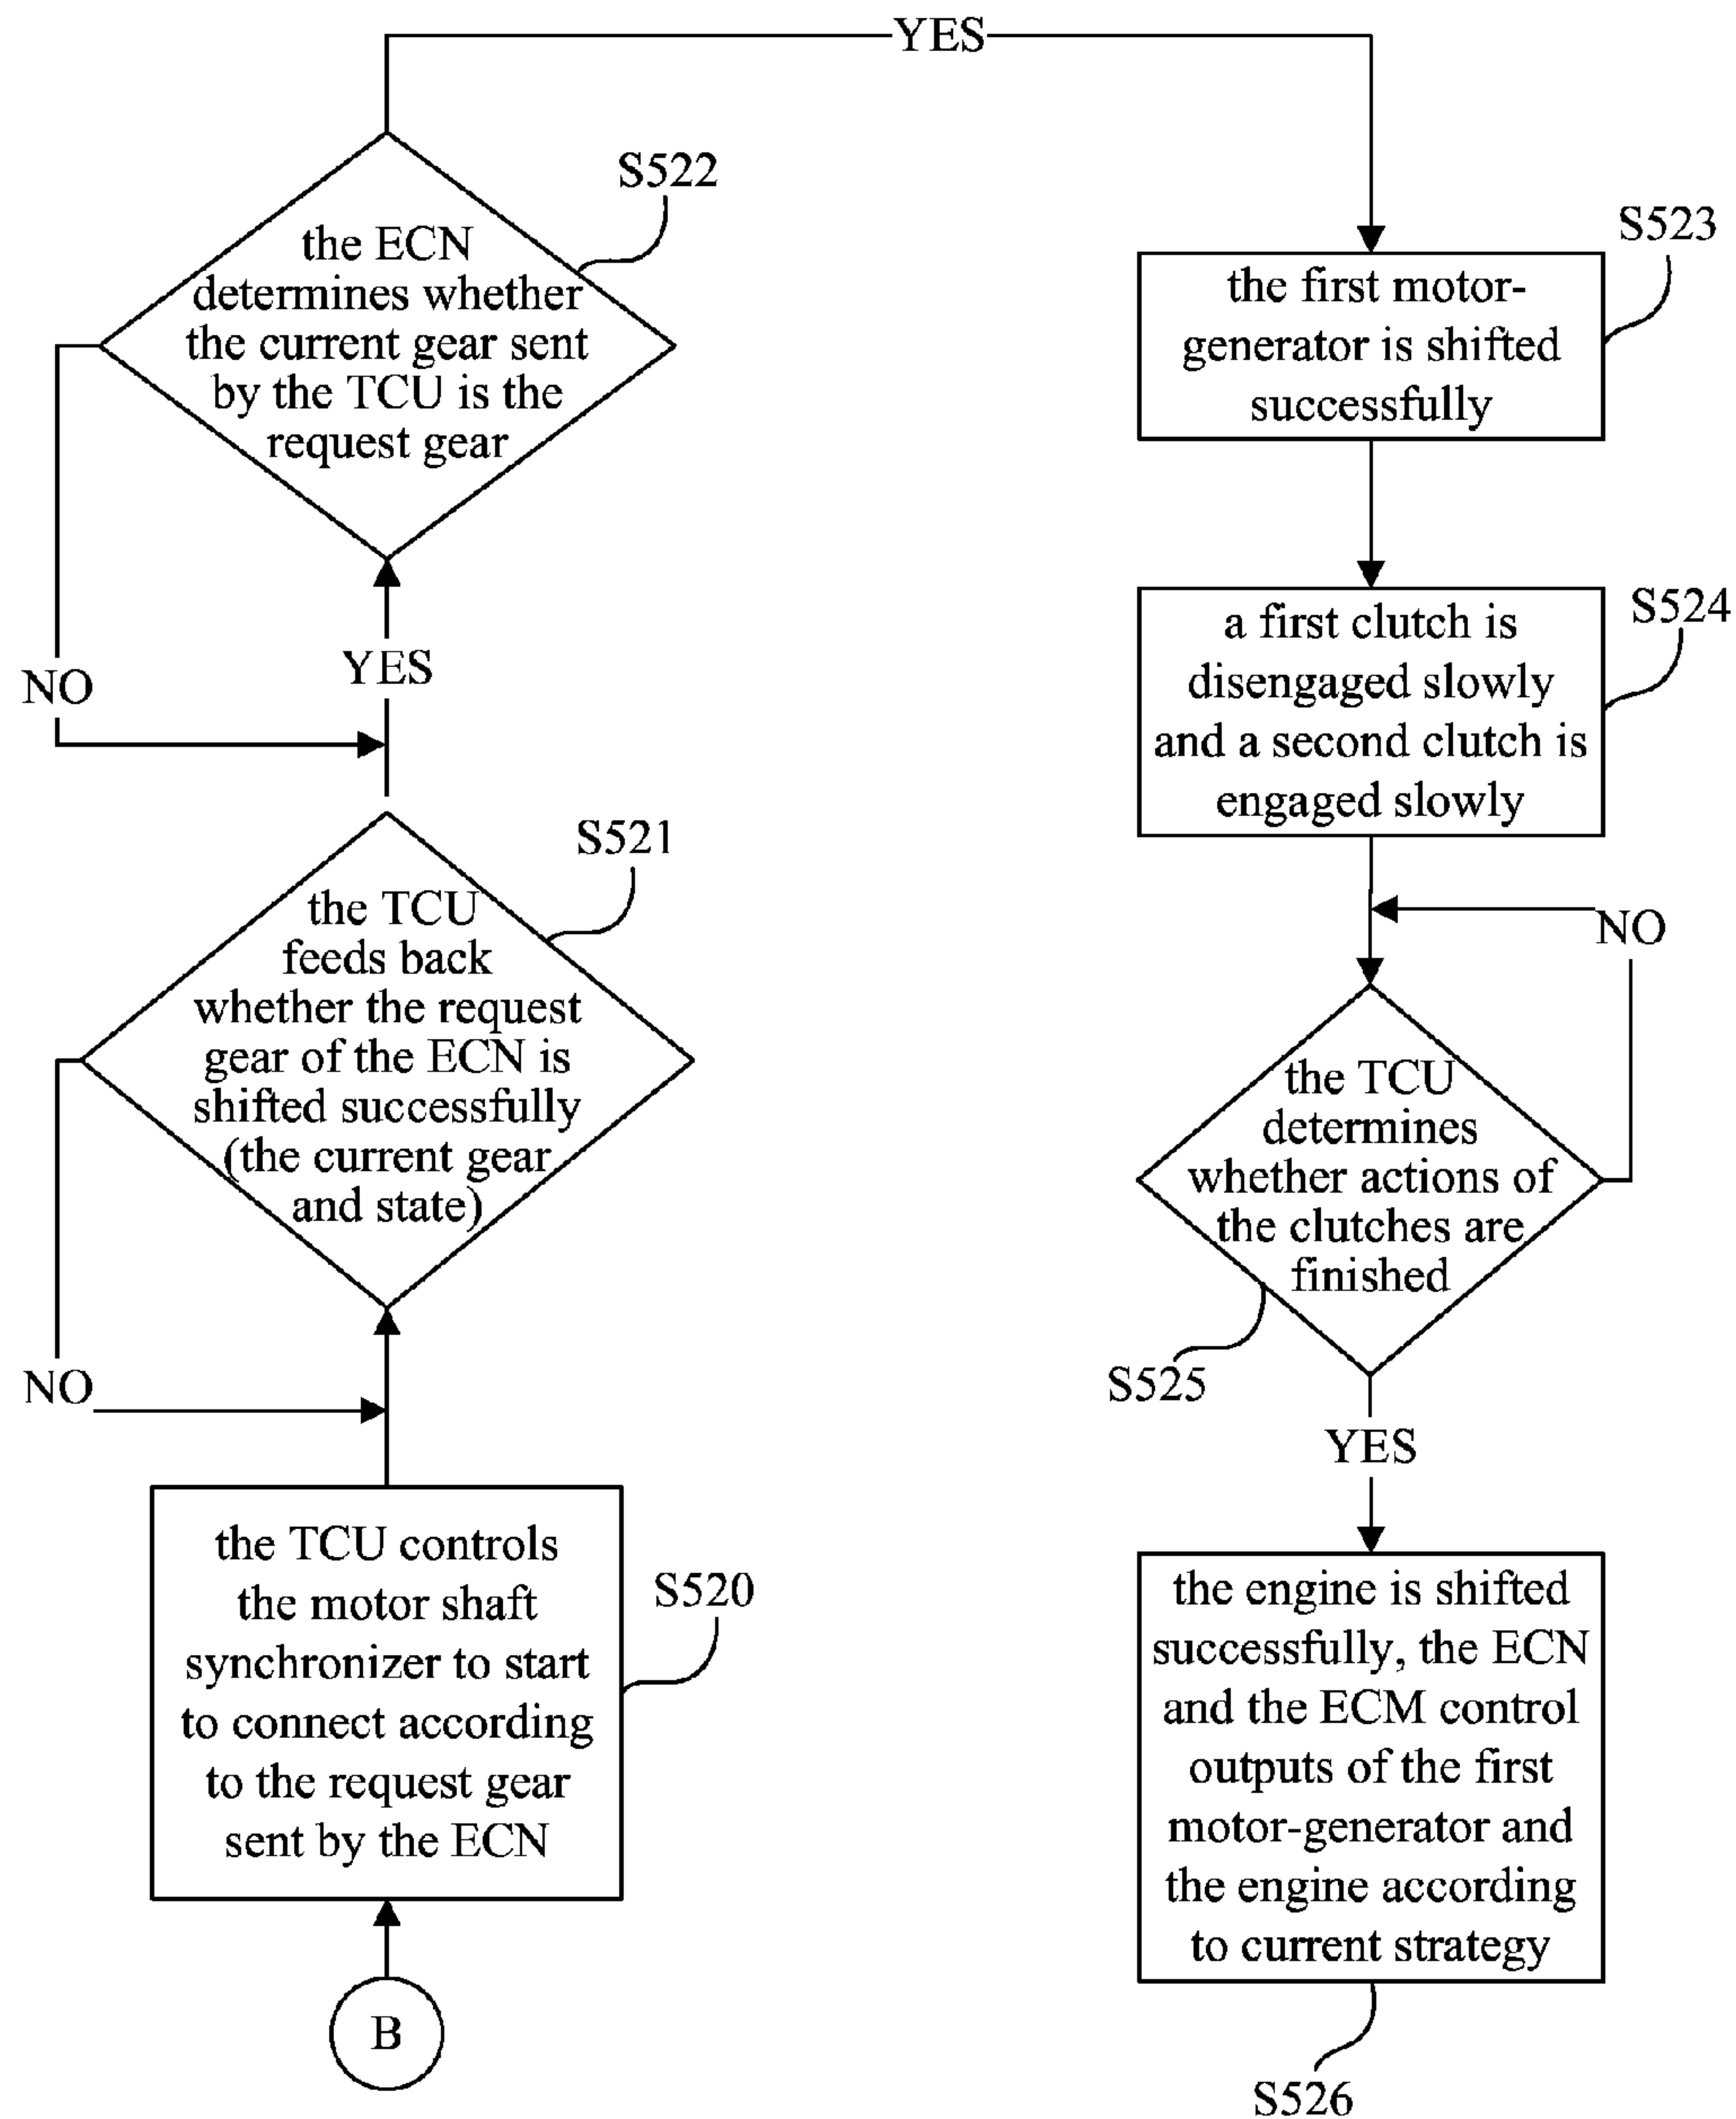 YES
S522
the ECN
determines whether
the current gear sent
by the TCU is the
request gear
NO
YES
S521
the TCU
feeds back
whether the request
gear of the ECN is
shifted successfully
(the current gear
and state)
NO
the TCU controls
the motor shaft
synchronizer to start
to connect according
to the request gear
sent by the ECN
S520
B
S523
the first motor-
generator is shifted
successfully
S524
a first clutch is
disengaged slowly
and a second clutch is
engaged slowly
NO
the TCU
determines
whether actions of
the clutches are
finished
S525
YES
the engine is shifted
successfully, the ECN
and the ECM control
outputs of the first
motor-generator and
the engine according
to current strategy
S526